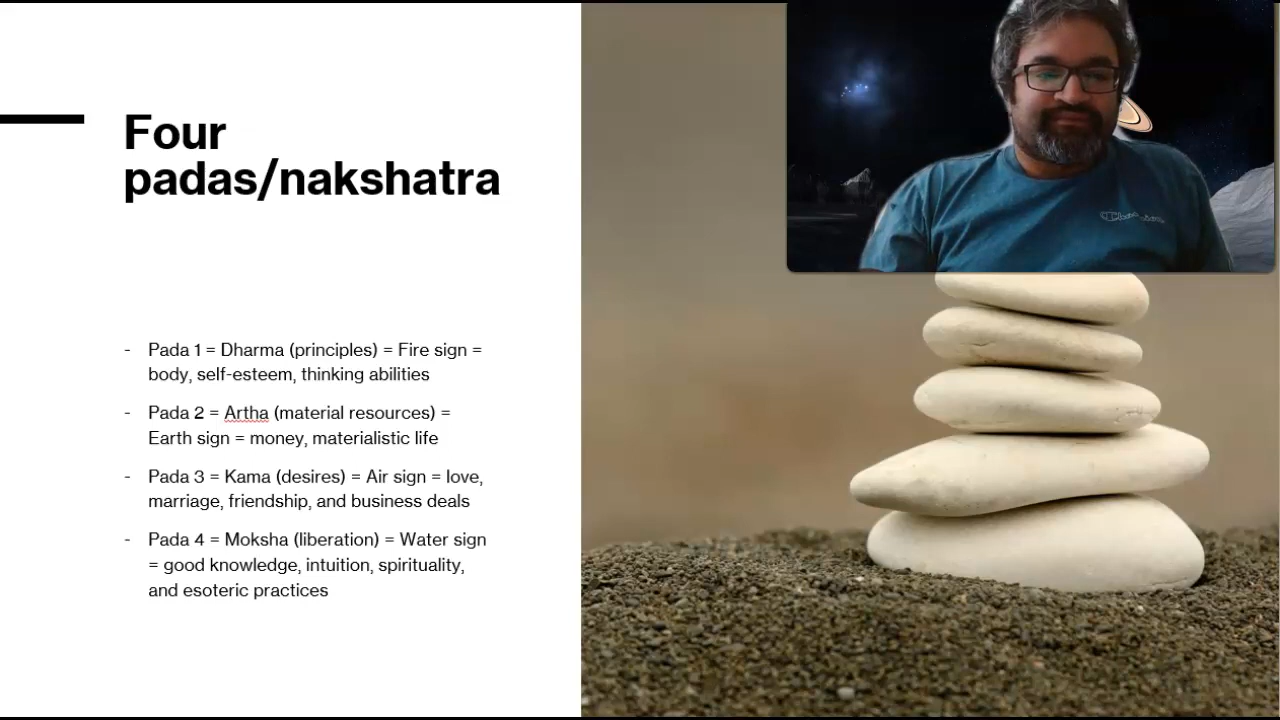 Four
padas/nakshatra
- Pada 1 = Dharma (principles) = Fire sign =
body, self-esteem, thinking abilities
- Pada 2 = Artha (material resources) =
Earth sign = money, materialistic life
- Pada 3 = Kama (desires) = Air sign = love,
marriage, friendship, and business deals
- Pada 4 = Moksha (liberation) = Water sign
= good knowledge, intuition, spirituality,
and esoteric practices